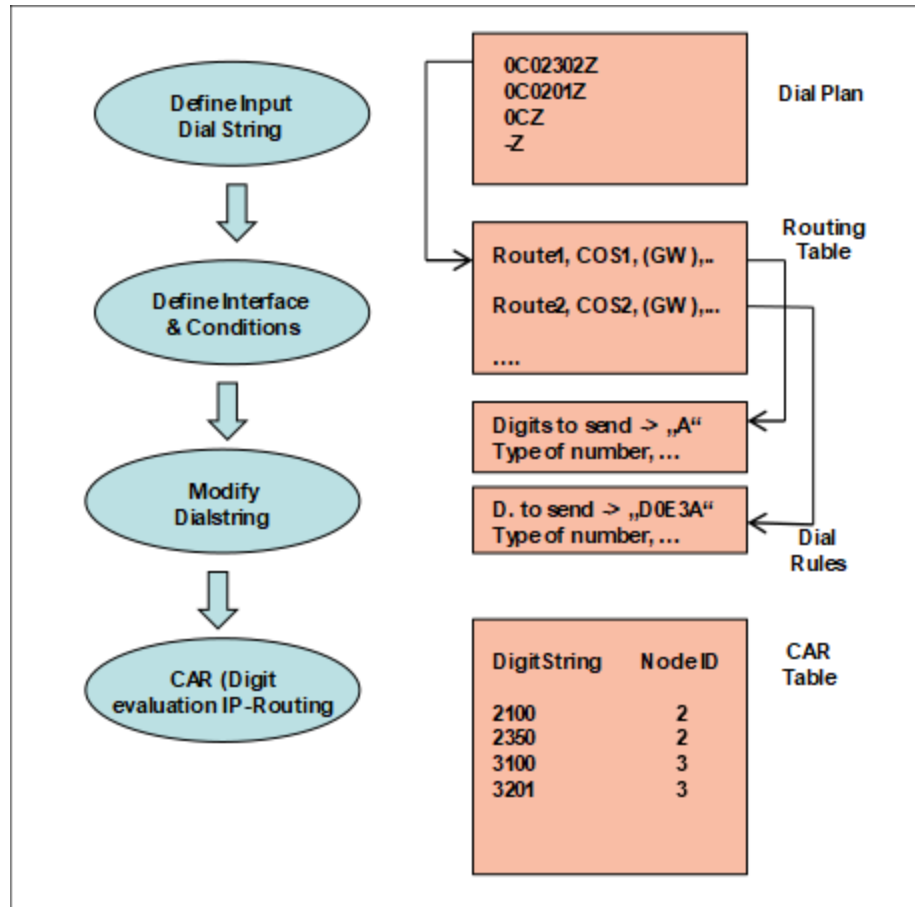 Define Input
Dial String
0C02302Z
0C0201Z
0CZ
-Z
Dial Plan
Define Interface
& Conditions
Route1, COS1, (GW),..
Route2, COS2, (GW),...
....
Routing
Table
Modify
Dialstring
Digits to send -> „A“
Type of number, ...
D. to send -> „D0E3A“
Type of number, ...
Dial
Rules
CAR (Digit
evaluation IP-Routing
DigitString Node ID
2100 2
2350 2
3100 3
3201 3
CAR
Table